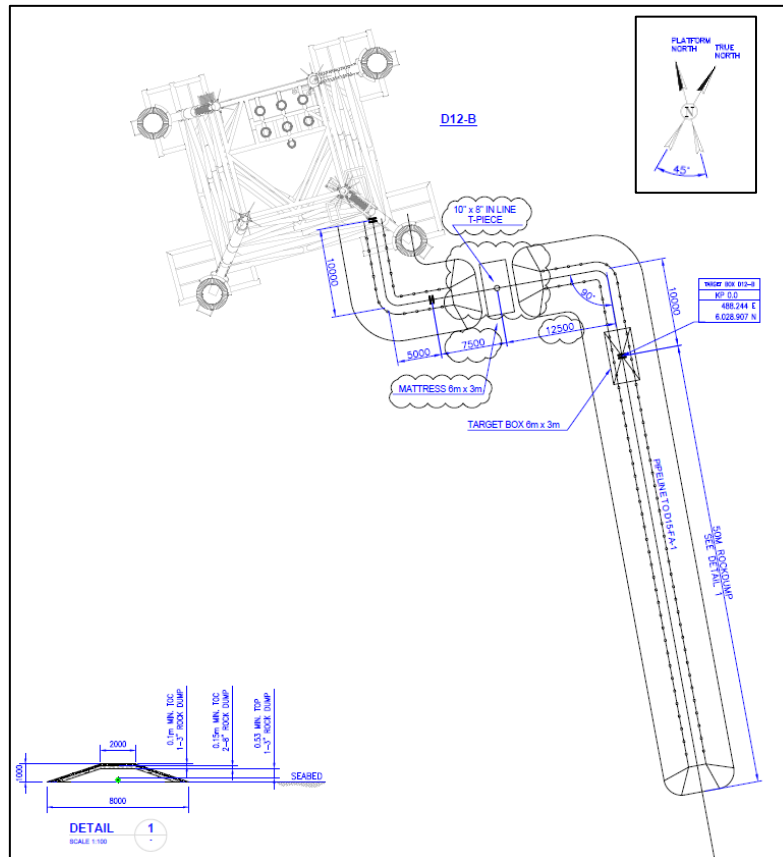 PLATFORM
NORTH
TRUE
NORTH
N
45°
D12-B
10" x 8" IN LINE
T-PIECE
10000
90°
10000
TARGET BOX D12-B
KP 0.0
488.244 E
6.028.907 N
5000
7500
12500
MATTRESS 6m x 3m
TARGET BOX 6m x 3m
PIPELINE TO D15-FA-1
50M ROCKDUMP
SEE DETAIL 1
0.1m MIN. TOC
1-3" ROCK DUMP
0.15m MIN. TOC
2-8" ROCK DUMP
0.53 MIN. TOP
1-3" ROCK DUMP
2000
1000
SEABED
8000
DETAIL 1
SCALE 1:100
-